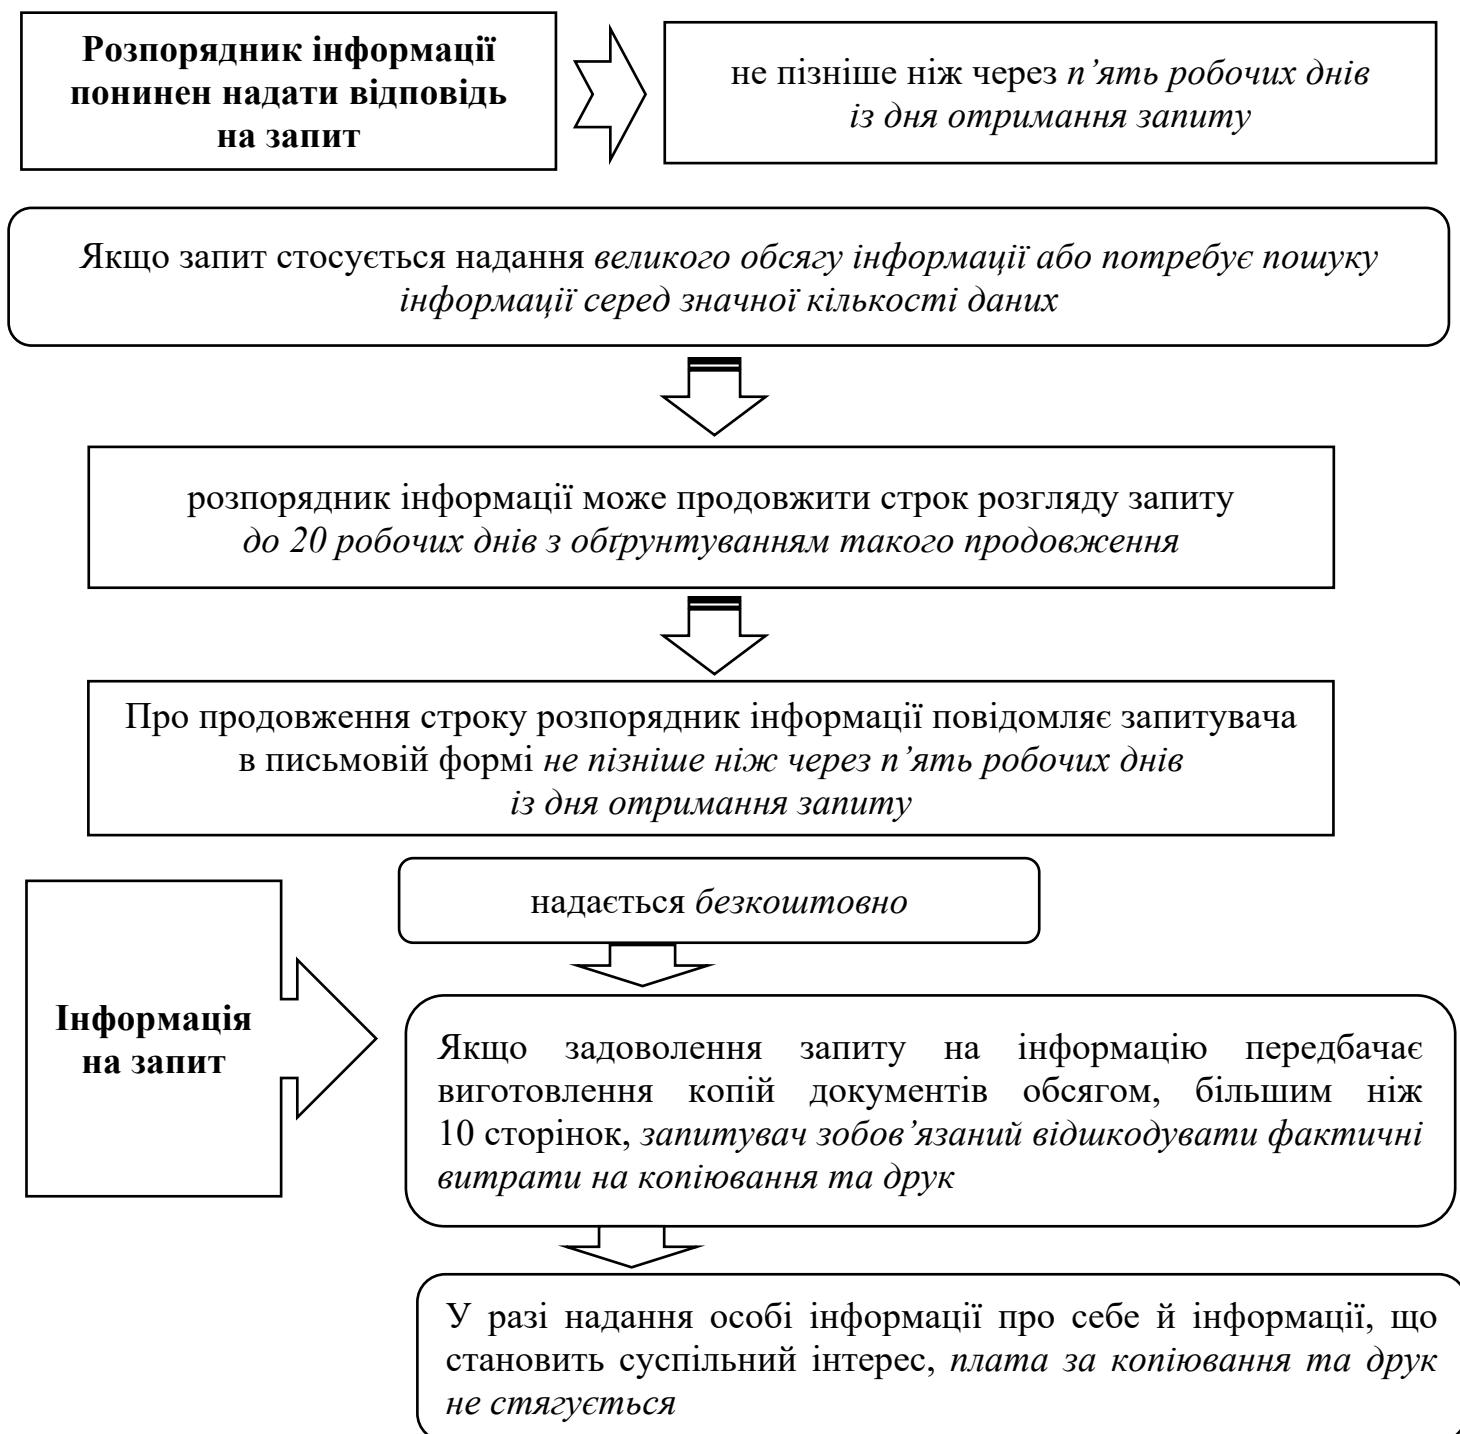 Розпорядник інформації
понинен надати відповідь
на запит
не пізніше ніж через п’ять робочих днів
із дня отримання запиту
Якщо запит стосується надання великого обсягу інформації або потребує пошуку
інформації серед значної кількості даних
розпорядник інформації може продовжити строк розгляду запиту
до 20 робочих днів з обґрунтуванням такого продовження
Про продовження строку розпорядник інформації повідомляє запитувача
в письмовій формі не пізніше ніж через п’ять робочих днів
із дня отримання запиту
надається безкоштовно
Інформація
на запит
Якщо задоволення запиту на інформацію передбачає
виготовлення копій документів обсягом, більшим ніж
10 сторінок, запитувач зобов’язаний відшкодувати фактичні
витрати на копіювання та друк
У разі надання особі інформації про себе й інформації, що
становить суспільний інтерес, плата за копіювання та друк
не стягується